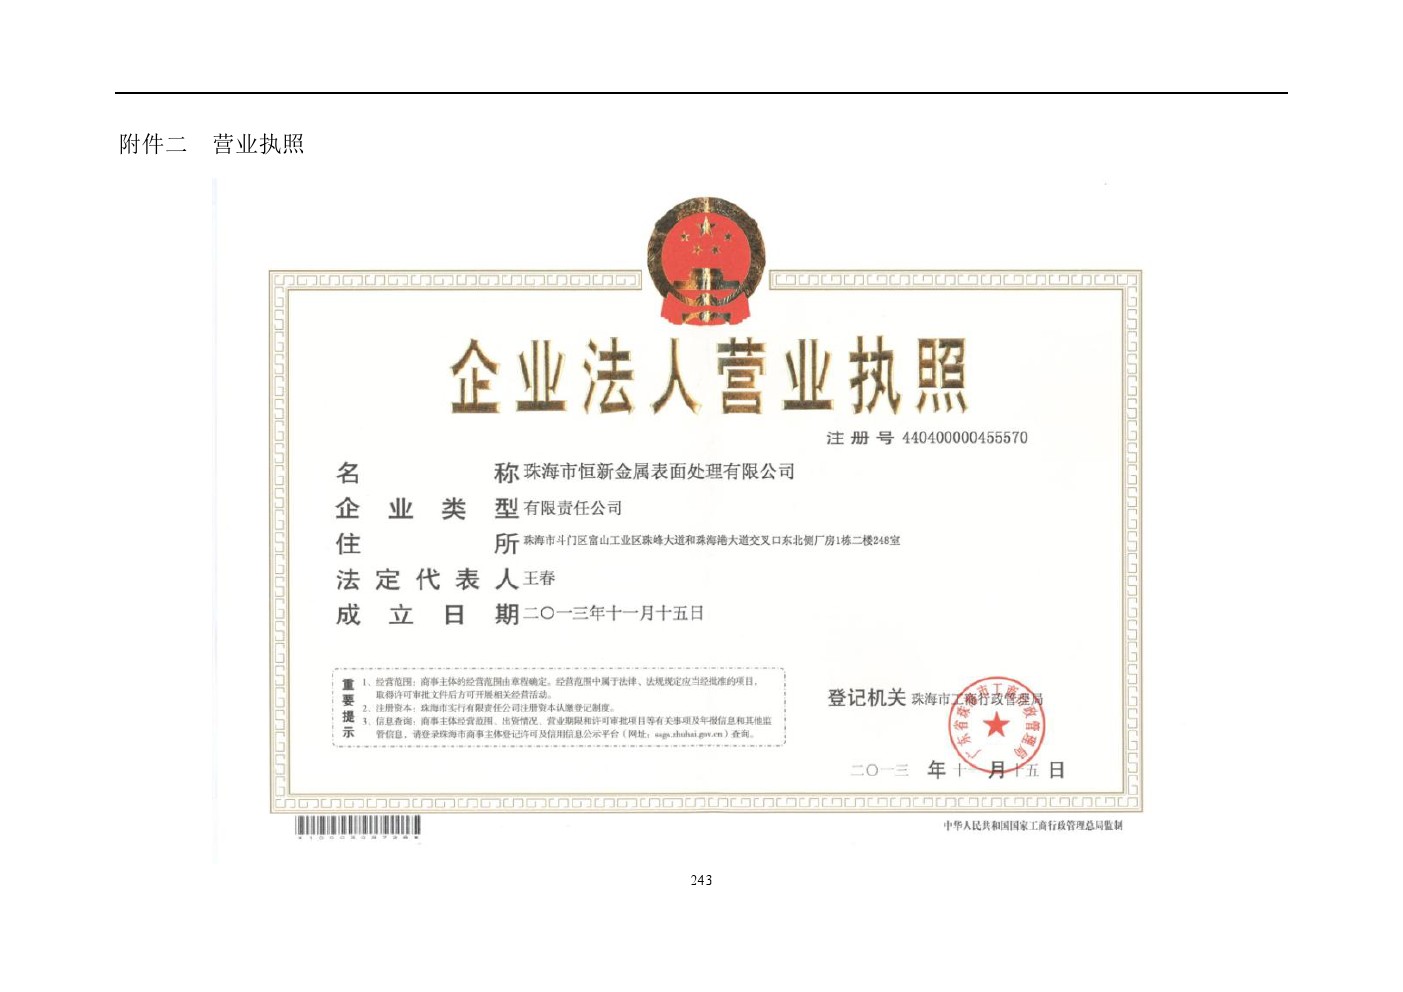 附件二 营业执照
企业法人营业执照
注册号 440400000455570
名称 珠海市恒新金属表面处理有限公司
企业类型 有限责任公司
住所 珠海市斗门区富山工业区珠峰大道和珠海港大道交叉口东北侧厂房1栋二楼248室
法定代表人 王春
成立日期 二〇一三年十一月十五日
重要提示
1、经营范围：商事主体的经营范围由章程确定。经营范围中属于法律、法规规定应当经批准的项目，
取得许可审批文件后方可开展相关经营活动。
2、注册资本：珠海市实行有限责任公司注册资本认缴登记制度。
3、信息查询：商事主体经营范围、出资情况、营业期限和许可审批项目等有关事项及年报信息和其他监
管信息，请登录珠海市商事主体登记许可及信用信息公示平台（网址：ssgs.zhuhai.gov.cn）查询。
登记机关 珠海市工商行政管理局
广东省珠海市工商行政管理局
二〇一三 年 十一 月 十五 日
中华人民共和国国家工商行政管理总局监制
243